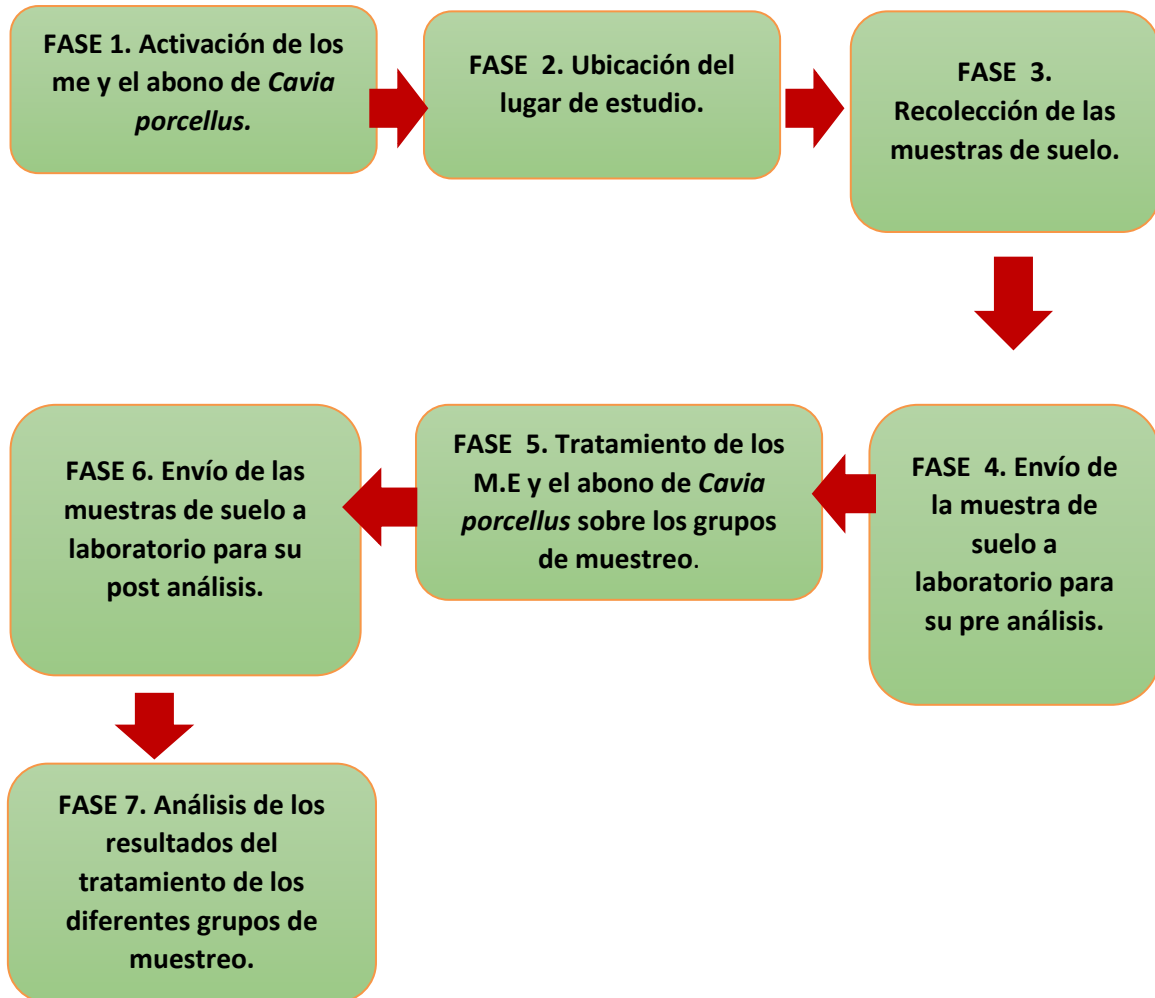 FASE 1. Activación de los
me y el abono de Cavia
porcellus.
FASE 2. Ubicación del
lugar de estudio.
FASE 3.
Recolección de las
muestras de suelo.
FASE 4. Envío de
la muestra de
suelo a
laboratorio para
su pre análisis.
FASE 5. Tratamiento de los
M.E y el abono de Cavia
porcellus sobre los grupos
de muestreo.
FASE 6. Envío de las
muestras de suelo a
laboratorio para su
post análisis.
FASE 7. Análisis de los
resultados del
tratamiento de los
diferentes grupos de
muestreo.